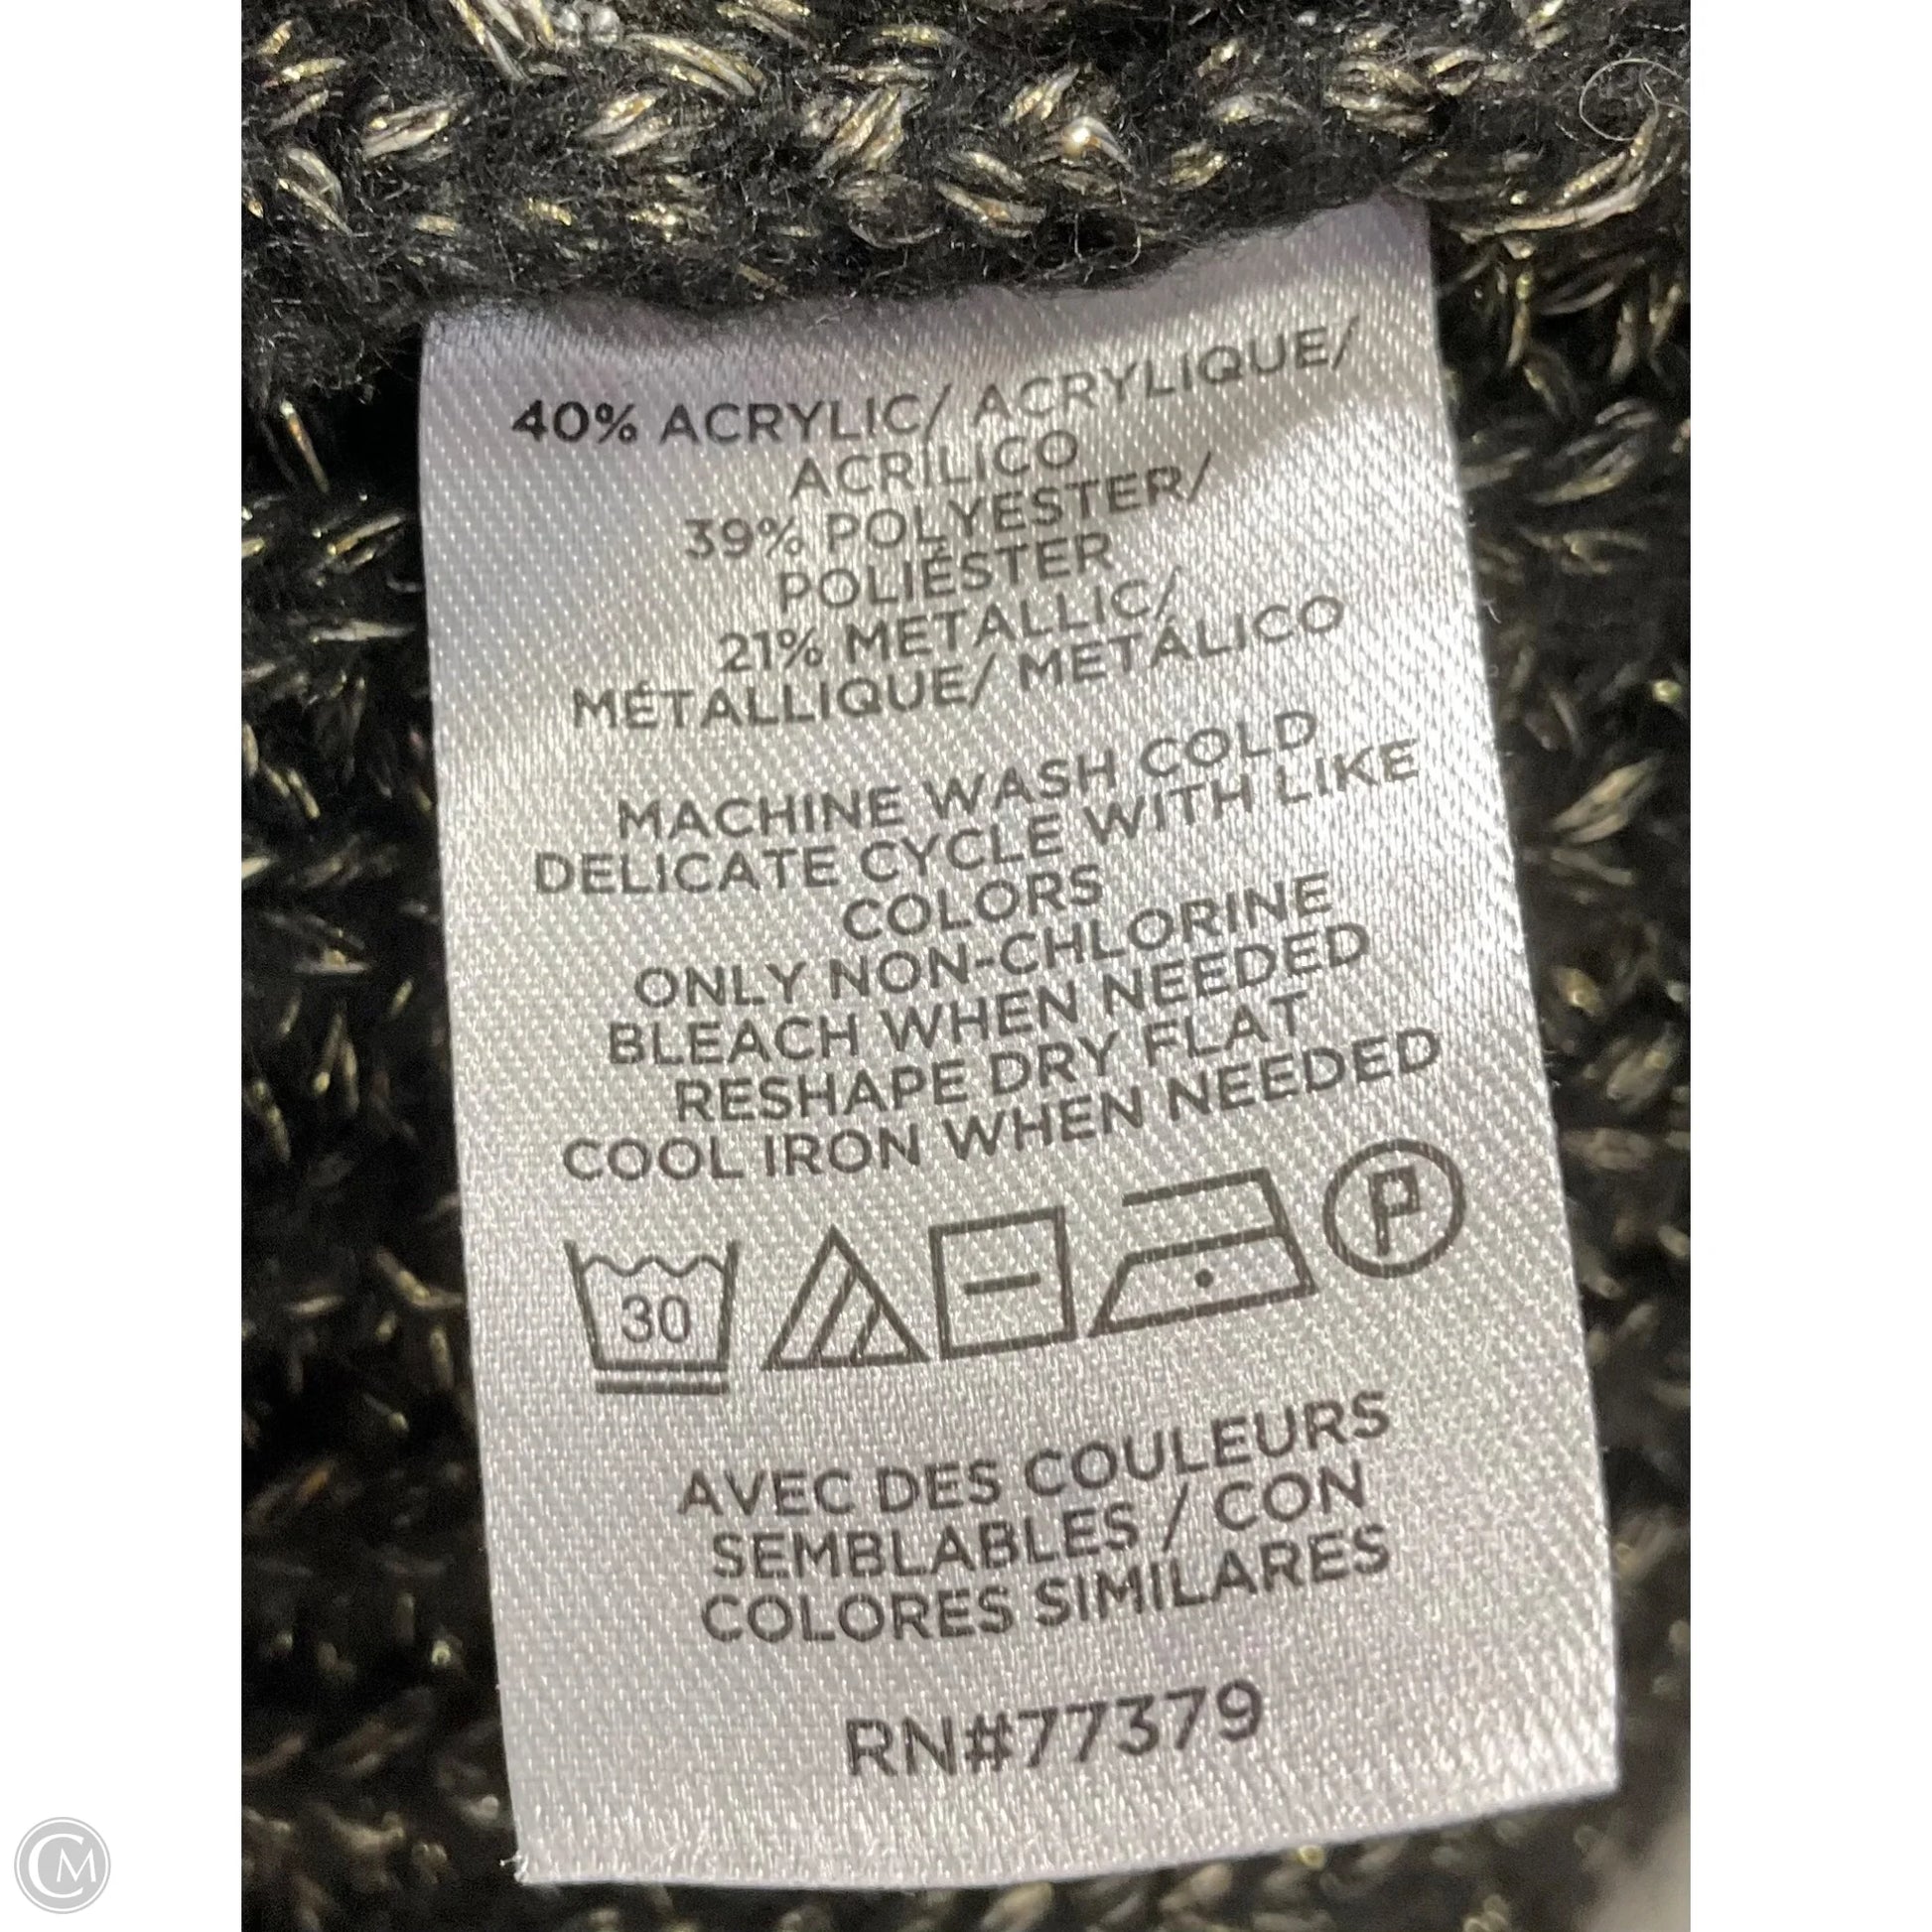 40% ACRYLIC/ ACRYLIQUE/
ACRÍLICO
39% POLYESTER/
POLIÉSTER
21% METALLIC/
MÉTALLIQUE/ METÁLICO
MACHINE WASH COLD
DELICATE CYCLE WITH LIKE
COLORS
ONLY NON-CHLORINE
BLEACH WHEN NEEDED
RESHAPE DRY FLAT
COOL IRON WHEN NEEDED
30 P
AVEC DES COULEURS
SEMBLABLES / CON
COLORES SIMILARES
RN#77379
CM